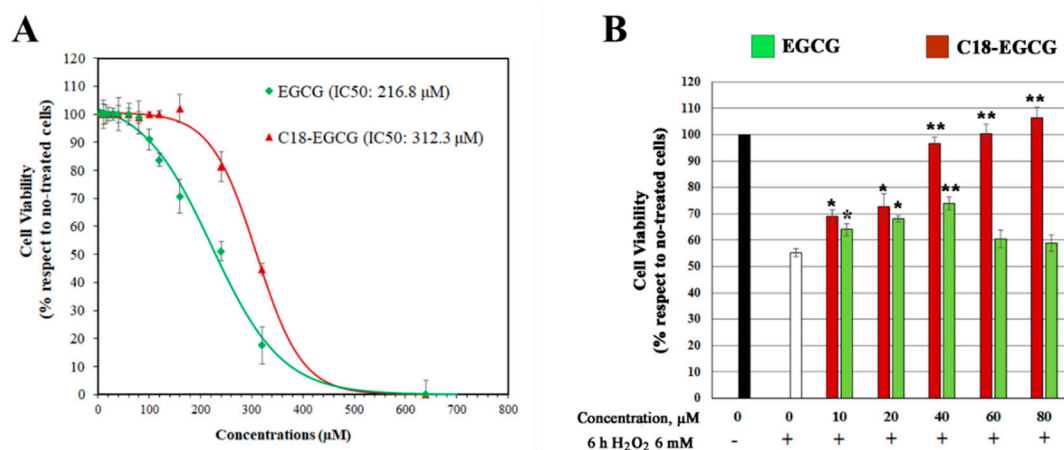 A
Cell Viability
(% respect to no-treated cells)
120
110
100
90
80
70
60
50
40
30
20
10
0
EGCG (IC50: 216.8 µM)
C18-EGCG (IC50: 312.3 µM)
0 100 200 300 400 500 600 700 800
Concentrations (µM)
B
EGCG C18-EGCG
Cell Viability
(% respect to no-treated cells)
120
110
100
90
80
70
60
50
40
30
20
10
0
* * * * ** ** ** **
Concentration, µM 0 0 10 20 40 60 80
6 h H₂O₂ 6 mM - + + + + + +